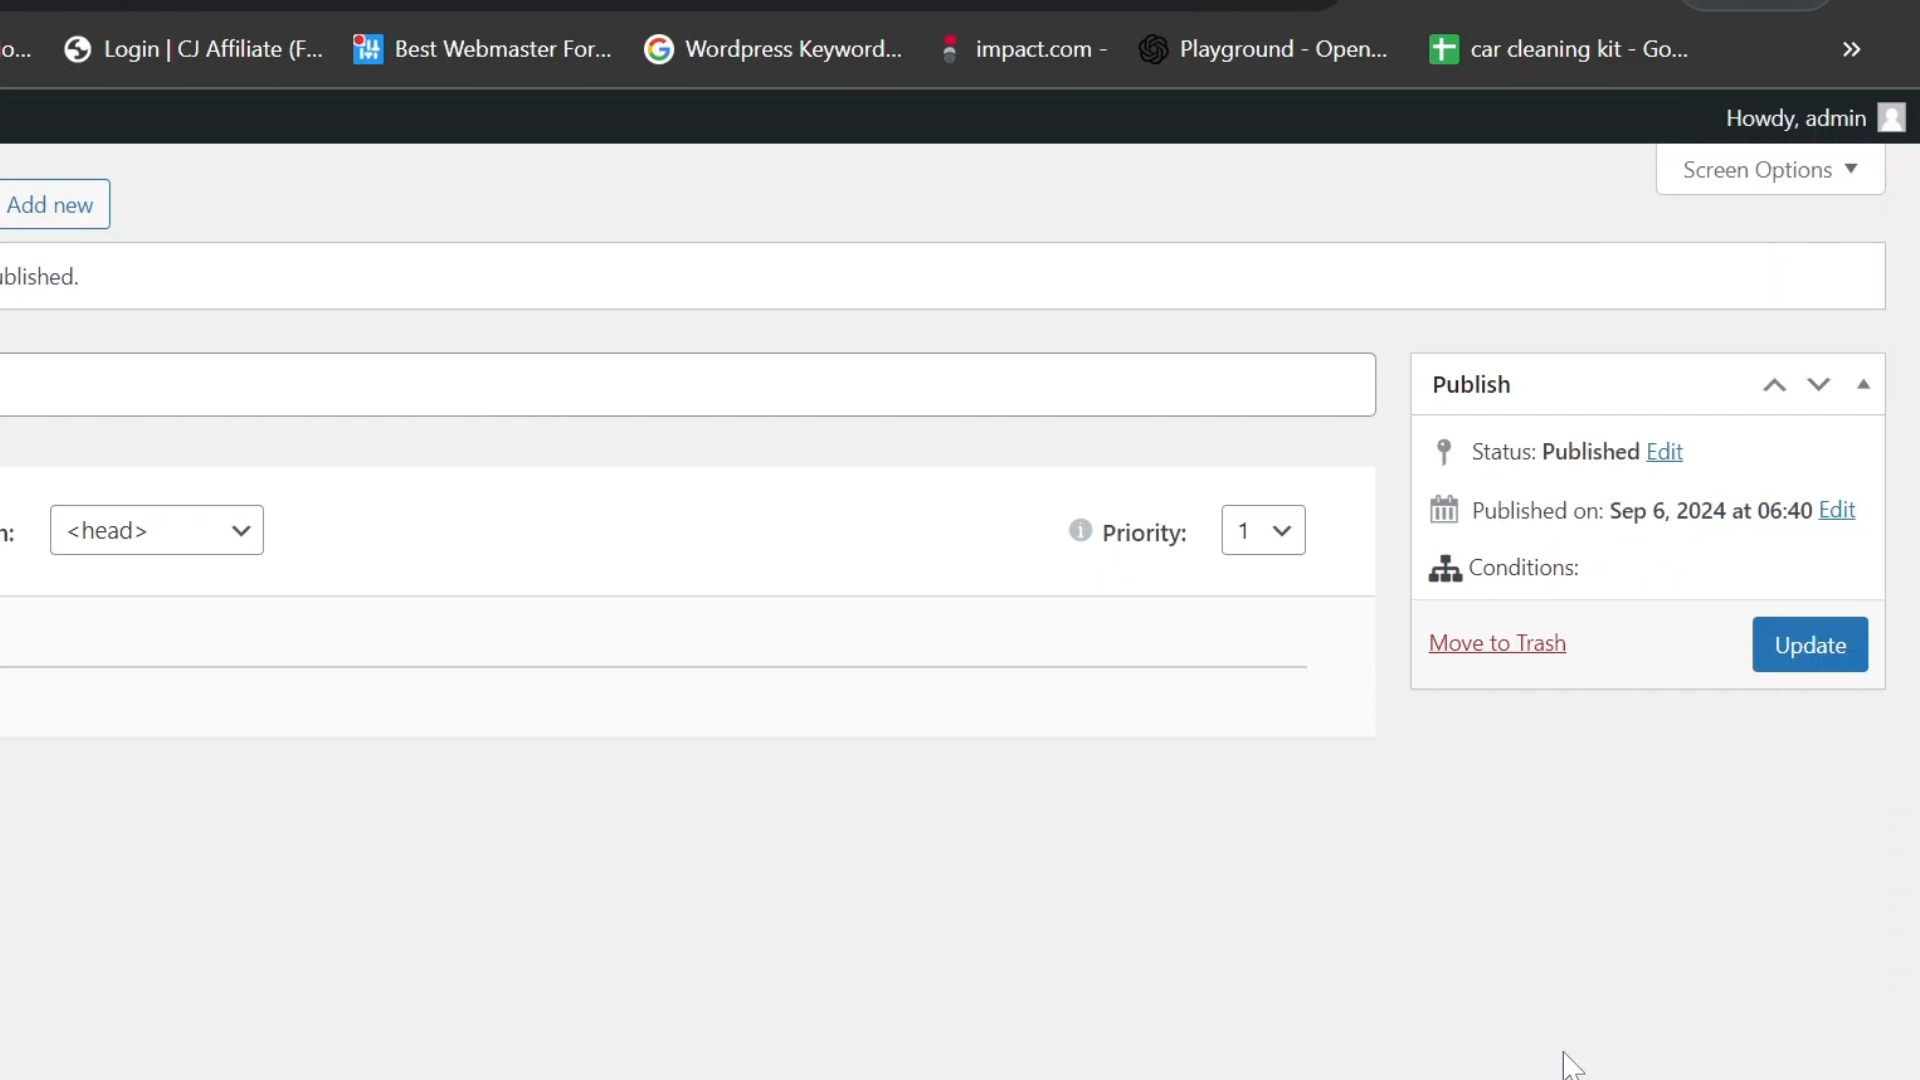 o... Login | CJ Affiliate (F... Best Webmaster For... Wordpress Keyword... impact.com - Playground - Open... car cleaning kit - Go... »
Howdy, admin
Screen Options
Add new
ublished.
Publish
Status: Published Edit
Published on: Sep 6, 2024 at 06:40 Edit
Conditions:
Move to Trash Update
n: <head> Priority: 1